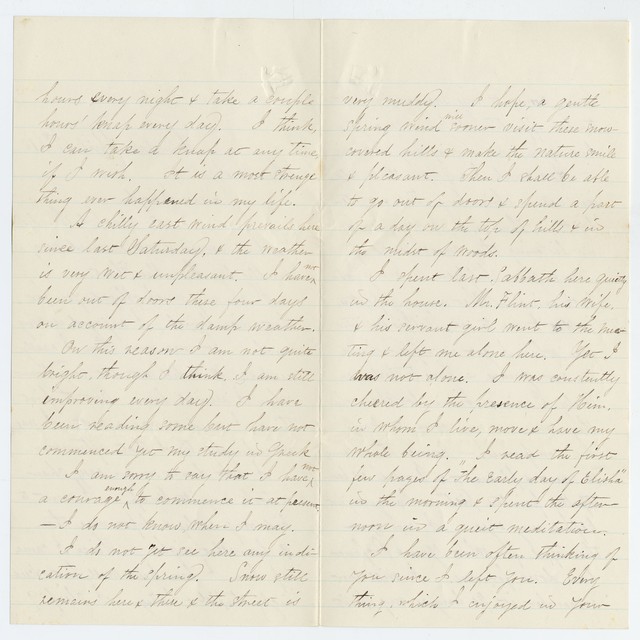 hours every night & take a couple
hours' knap every day. I think,
I can take a knap at any time,
if I wish. It is a most strange
thing ever happened in my life.
A chilly east wind prevails here
since last Saturday, & the weather
is very wet & unpleasant. I have not
been out of doors these four days
on account of the damp weather.
On this reason I am not quite
bright, though I think, I am still
improving every day. I have
been reading some but have not
commenced yet my study in Greek
I am sorry to say that I have not
a courage enough to commence it at present.
— I do not know when I may.
I do not yet see here any indi-
cation of the Spring. Snow still
remains here & there & the street is
very muddy. I hope, a gentle
spring wind will sooner visit these snow-
covered hills & make the nature smile
& pleasant. Then I shall be able
to go out of doors & spend a part
of a day on the top of hills & in
the midst of woods.
I spent last Sabbath here quietly
in the house. Mr. Flint, his wife,
& his servant girl went to the mee-
ting & left me alone here. Yet I
was not alone. I was constantly
cheered by the presence of Him,
in whom I live, move & have my
whole being. I read the first
few pages of "The early day of Elisha"
in the morning & spent the after-
noon in a quiet meditation.
I have been often thinking of
you since I left you. Every
thing, which I enjoyed in your